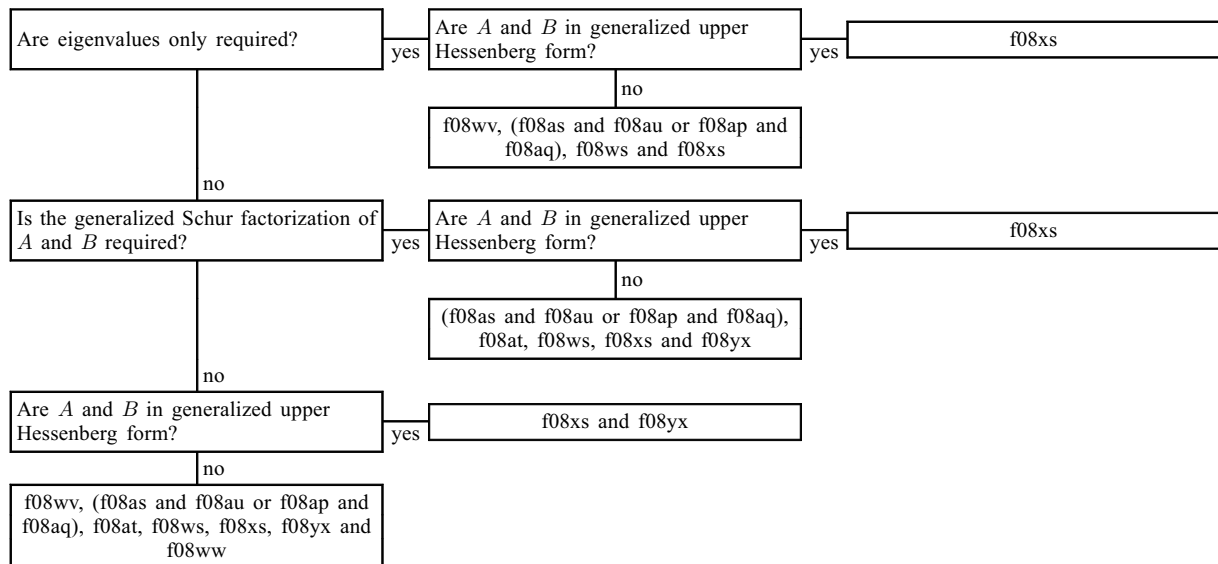 Are eigenvalues only required?
yes
Are A and B in generalized upper
Hessenberg form?
yes
f08xs
no
f08wv, (f08as and f08au or f08ap and
f08aq), f08ws and f08xs
no
Is the generalized Schur factorization of
A and B required?
yes
Are A and B in generalized upper
Hessenberg form?
yes
f08xs
no
(f08as and f08au or f08ap and f08aq),
f08at, f08ws, f08xs and f08yx
no
Are A and B in generalized upper
Hessenberg form?
yes
f08xs and f08yx
no
f08wv, (f08as and f08au or f08ap and
f08aq), f08at, f08ws, f08xs, f08yx and
f08ww